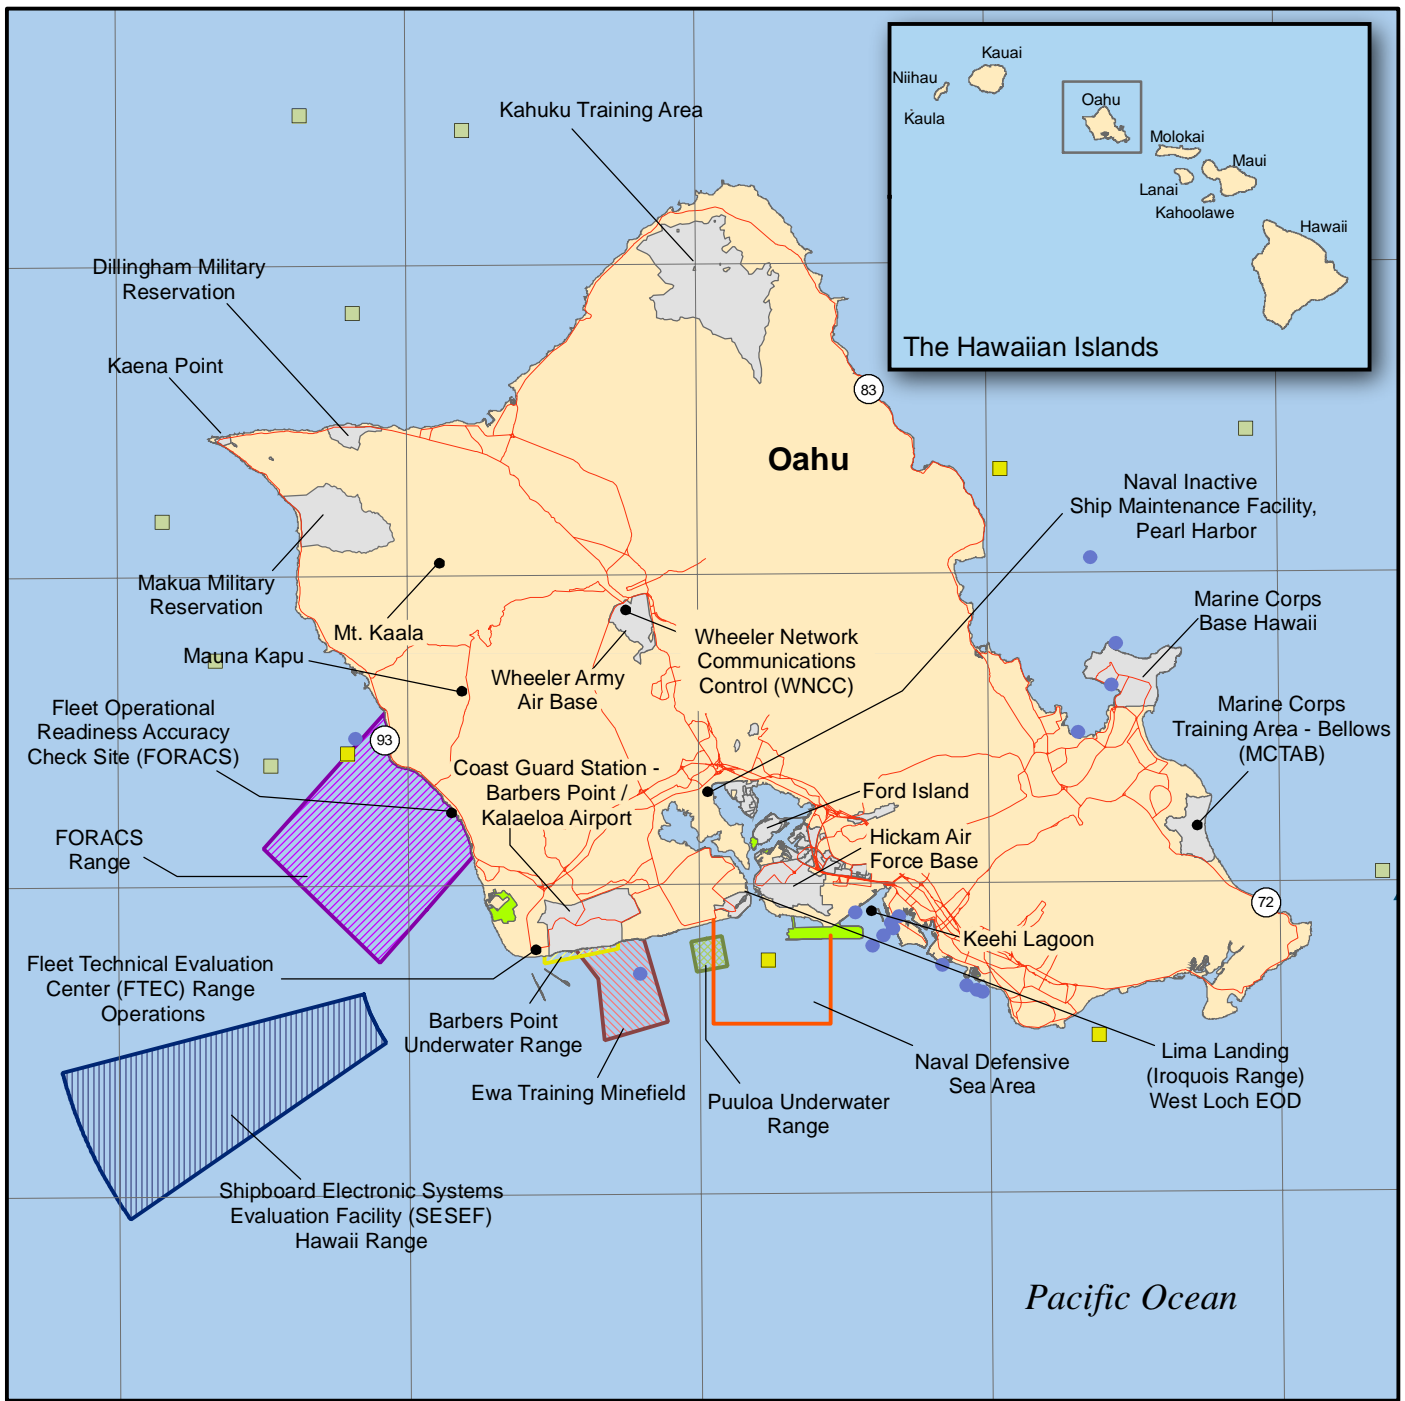 Kauai
Niihau
Kaula
Oahu
Molokai
Maui
Lanai
Kahoolawe
Hawaii
The Hawaiian Islands
Kahuku Training Area
Dillingham Military
Reservation
Kaena Point
83
Oahu
Naval Inactive
Ship Maintenance Facility,
Pearl Harbor
Makua Military
Reservation
Mt. Kaala
Mauna Kapu
Wheeler Army
Air Base
Wheeler Network
Communications
Control (WNCC)
Marine Corps
Base Hawaii
Marine Corps
Training Area - Bellows
(MCTAB)
Fleet Operational
Readiness Accuracy
Check Site (FORACS)
93
Coast Guard Station -
Barbers Point /
Kalaeloa Airport
Ford Island
Hickam Air
Force Base
FORACS
Range
72
Keehi Lagoon
Fleet Technical Evaluation
Center (FTEC) Range
Operations
Barbers Point
Underwater Range
Ewa Training Minefield
Puuloa Underwater
Range
Naval Defensive
Sea Area
Lima Landing
(Iroquois Range)
West Loch EOD
Shipboard Electronic Systems
Evaluation Facility (SESEF)
Hawaii Range
Pacific Ocean